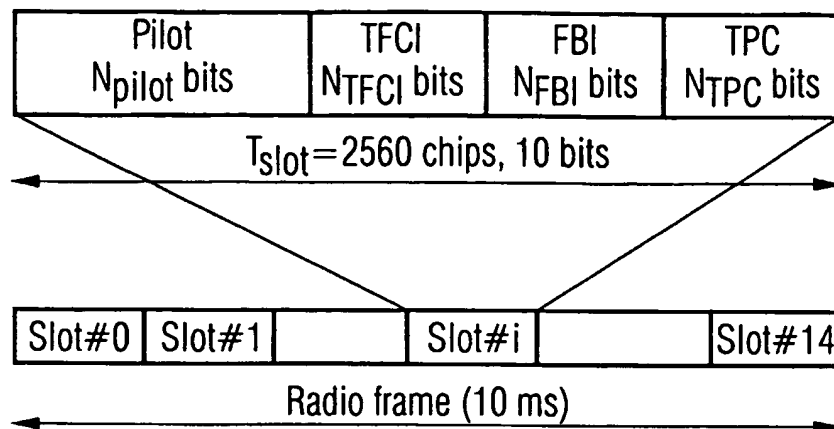 Pilot
N_pilot bits
TFCI
N_TFCI bits
FBI
N_FBI bits
TPC
N_TPC bits
T_slot=2560 chips, 10 bits
Slot#0 Slot#1 Slot#i Slot#14
Radio frame (10 ms)